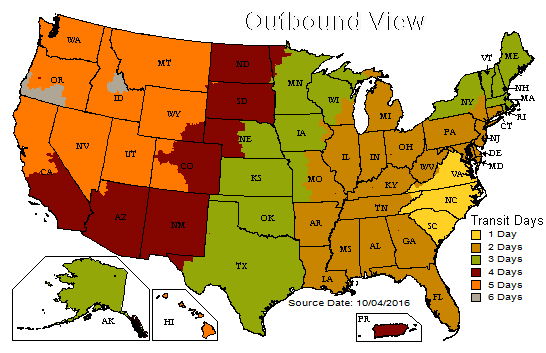 Outbound View
WA
MT
ND
MN
VT
ME
OR
ID
SD
WI
NY
NH
MA
WY
MI
RI
CT
IA
PA
NE
NJ
NV
UT
IL
IN
OH
DE
MD
CO
WV
VA
CA
KS
MO
KY
NC
TN
AZ
NM
OK
AR
SC
MS
AL
GA
TX
LA
FL
AK
HI
PR
Transit Days
1 Day
2 Days
3 Days
4 Days
5 Days
6 Days
Source Date: 10/04/2016